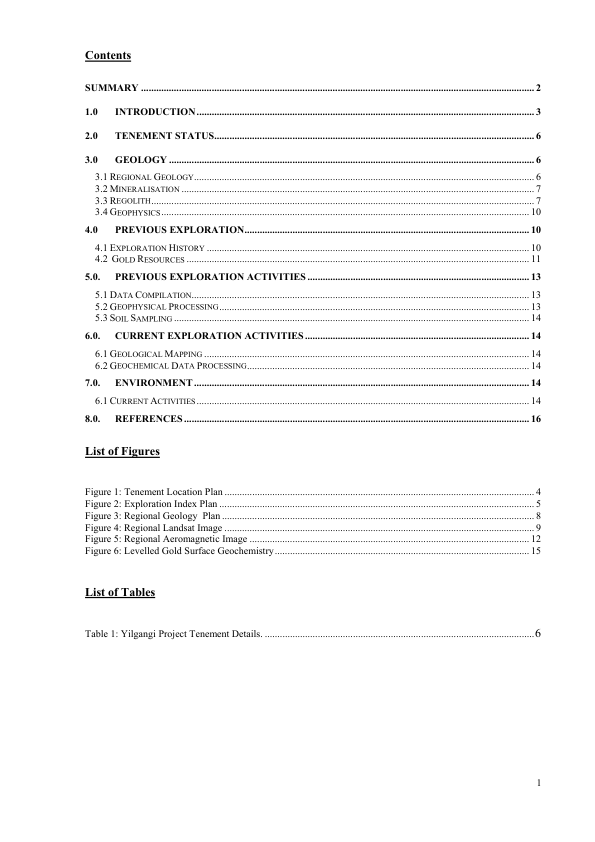 Contents
SUMMARY ........ 2
1.0 INTRODUCTION ........ 3
2.0 TENEMENT STATUS ........ 6
3.0 GEOLOGY ........ 6
3.1 REGIONAL GEOLOGY ........ 6
3.2 MINERALISATION ........ 7
3.3 REGOLITH ........ 7
3.4 GEOPHYSICS ........ 10
4.0 PREVIOUS EXPLORATION ........ 10
4.1 EXPLORATION HISTORY ........ 10
4.2 GOLD RESOURCES ........ 11
5.0. PREVIOUS EXPLORATION ACTIVITIES ........ 13
5.1 DATA COMPILATION ........ 13
5.2 GEOPHYSICAL PROCESSING ........ 13
5.3 SOIL SAMPLING ........ 14
6.0. CURRENT EXPLORATION ACTIVITIES ........ 14
6.1 GEOLOGICAL MAPPING ........ 14
6.2 GEOCHEMICAL DATA PROCESSING ........ 14
7.0. ENVIRONMENT ........ 14
6.1 CURRENT ACTIVITIES ........ 14
8.0. REFERENCES ........ 16
List of Figures
Figure 1: Tenement Location Plan ........ 4
Figure 2: Exploration Index Plan ........ 5
Figure 3: Regional Geology Plan ........ 8
Figure 4: Regional Landsat Image ........ 9
Figure 5: Regional Aeromagnetic Image ........ 12
Figure 6: Levelled Gold Surface Geochemistry ........ 15
List of Tables
Table 1: Yilgangi Project Tenement Details. ........ 6
1